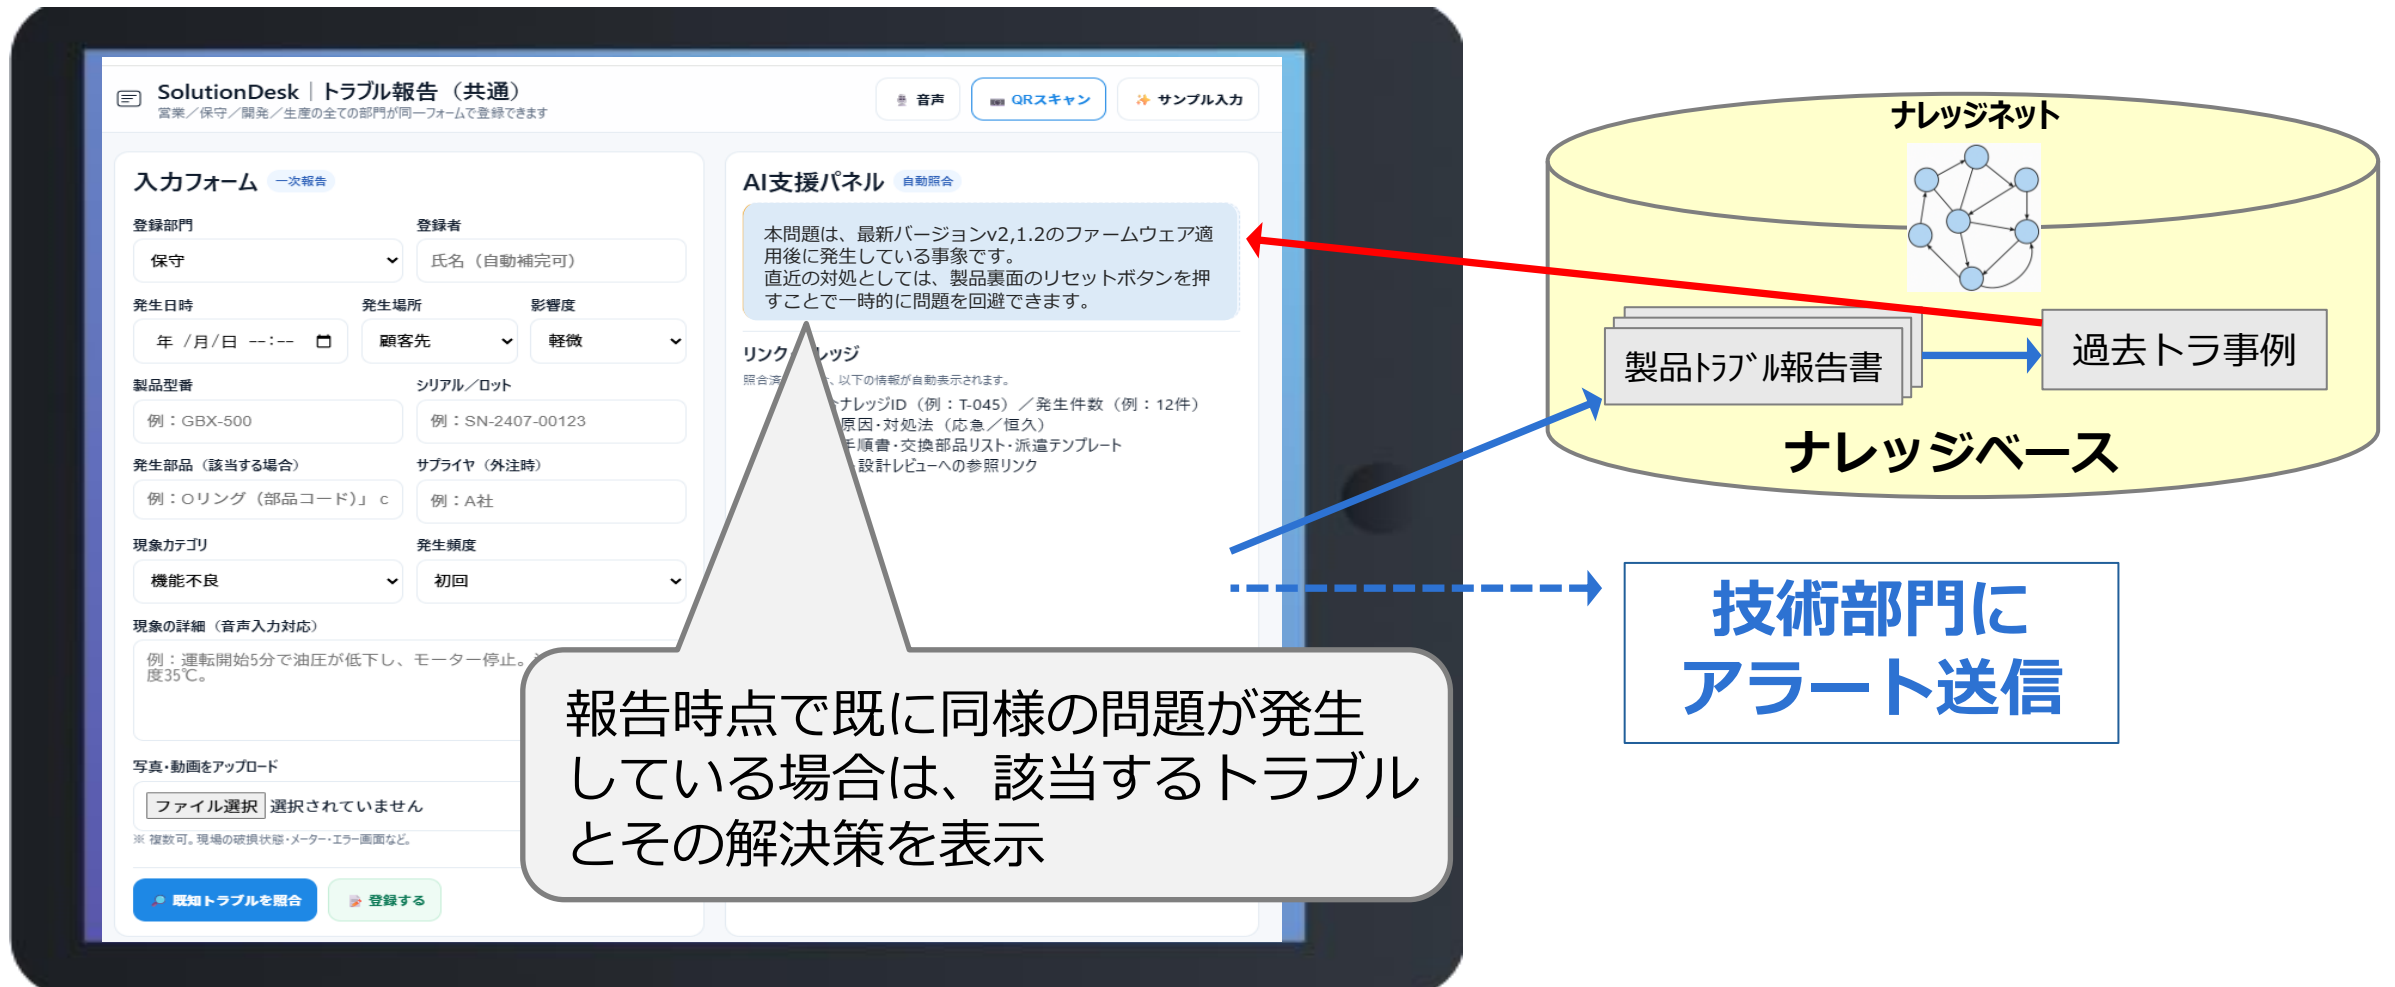 SolutionDesk｜トラブル報告（共通）
営業／保守／開発／生産の全ての部門が同一フォームで登録できます
音声
QRスキャン
サンプル入力
入力フォーム 一次報告
登録部門
登録者
保守
氏名（自動補完可）
発生日時
発生場所
影響度
年 /月/日 --:--
顧客先
軽微
製品型番
シリアル／ロット
例：GBX-500
例：SN-2407-00123
発生部品（該当する場合）
サプライヤ（外注時）
例：Oリング（部品コード）」 c
例：A社
現象カテゴリ
発生頻度
機能不良
初回
現象の詳細（音声入力対応）
例：運転開始5分で油圧が低下し、モーター停止。
度35℃。
写真・動画をアップロード
ファイル選択 選択されていません
※ 複数可。現場の破損状態・メーター・エラー画面など。
既知トラブルを照合
登録する
AI支援パネル 自動照合
本問題は、最新バージョンv2,1.2のファームウェア適
用後に発生している事象です。
直近の対処としては、製品裏面のリセットボタンを押
すことで一時的に問題を回避できます。
リンク レッジ
照合済 、以下の情報が自動表示されます。
ナレッジID（例：T-045）／発生件数（例：12件）
原因・対処法（応急／恒久）
手順書・交換部品リスト・派遣テンプレート
設計レビューへの参照リンク
報告時点で既に同様の問題が発生
している場合は、該当するトラブル
とその解決策を表示
ナレッジネット
製品ﾄﾗﾌﾞﾙ報告書
過去トラ事例
ナレッジベース
技術部門に
アラート送信